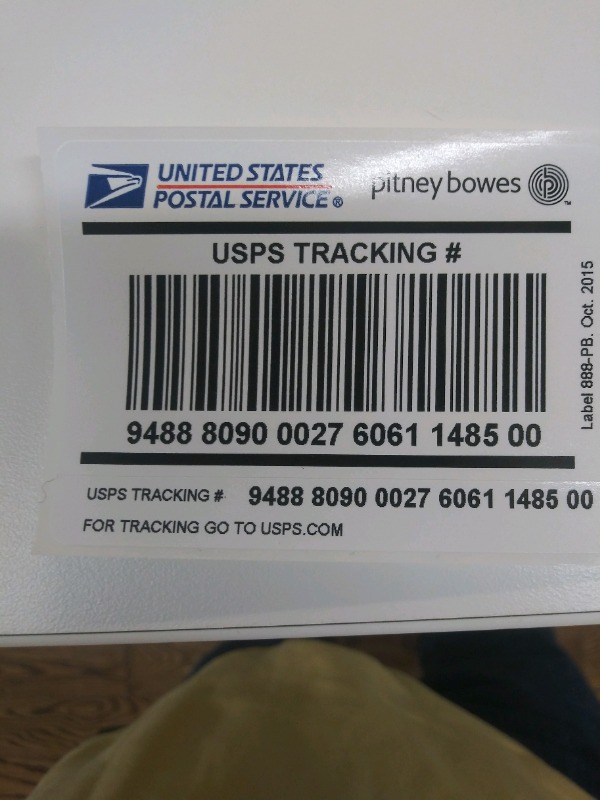 UNITED STATES
POSTAL SERVICE®
pitney bowes ™
USPS TRACKING #
9488 8090 0027 6061 1485 00
Label 888-PB. Oct. 2015
USPS TRACKING # 9488 8090 0027 6061 1485 00
FOR TRACKING GO TO USPS.COM